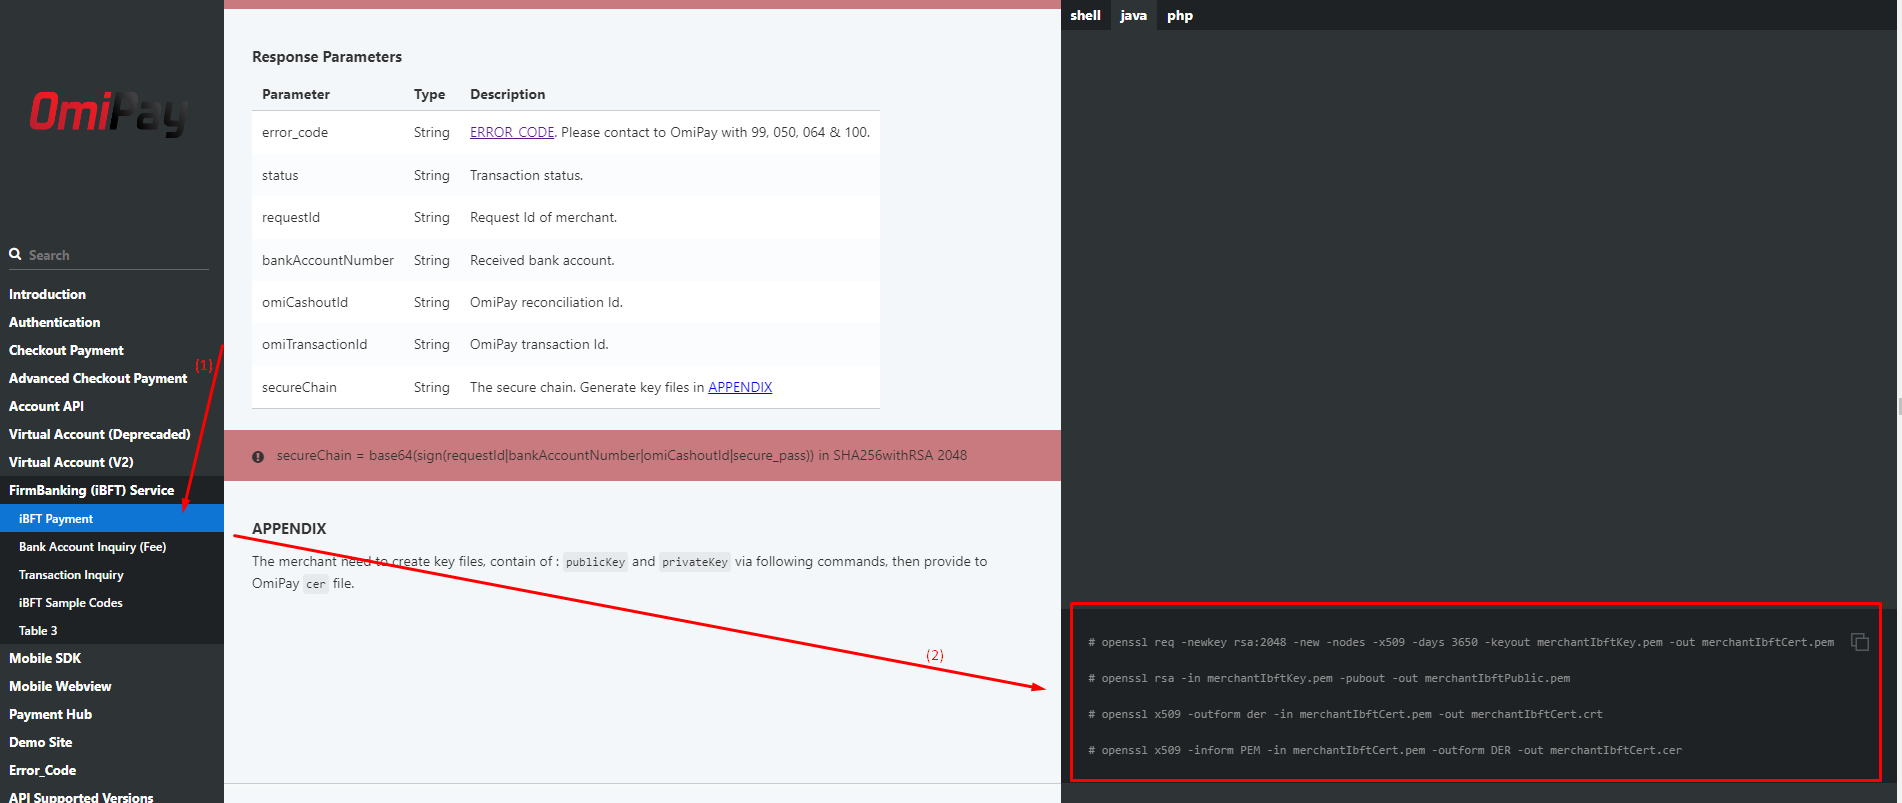 OmiPay
Search
Introduction
Authentication
Checkout Payment
(1)
Advanced Checkout Payment
Account API
Virtual Account (Deprecaded)
Virtual Account (V2)
FirmBanking (iBFT) Service
iBFT Payment
Bank Account Inquiry (Fee)
Transaction Inquiry
iBFT Sample Codes
Table 3
Mobile SDK
Mobile Webview
Payment Hub
Demo Site
Error_Code
API Supported Versions
Response Parameters
Parameter Type Description
error_code String ERROR_CODE. Please contact to OmiPay with 99, 050, 064 & 100.
status String Transaction status.
requestId String Request Id of merchant.
bankAccountNumber String Received bank account.
omiCashoutId String OmiPay reconciliation Id.
omiTransactionId String OmiPay transaction Id.
secureChain String The secure chain. Generate key files in APPENDIX
secureChain = base64(sign(requestId|bankAccountNumber|omiCashoutId|secure_pass)) in SHA256withRSA 2048
APPENDIX
The merchant need to create key files, contain of : publicKey and privateKey via following commands, then provide to
OmiPay cer file.
(2)
shell java php
# openssl req -newkey rsa:2048 -new -nodes -x509 -days 3650 -keyout merchantIbftKey.pem -out merchantIbftCert.pem
# openssl rsa -in merchantIbftKey.pem -pubout -out merchantIbftPublic.pem
# openssl x509 -outform der -in merchantIbftCert.pem -out merchantIbftCert.crt
# openssl x509 -inform PEM -in merchantIbftCert.pem -outform DER -out merchantIbftCert.cer